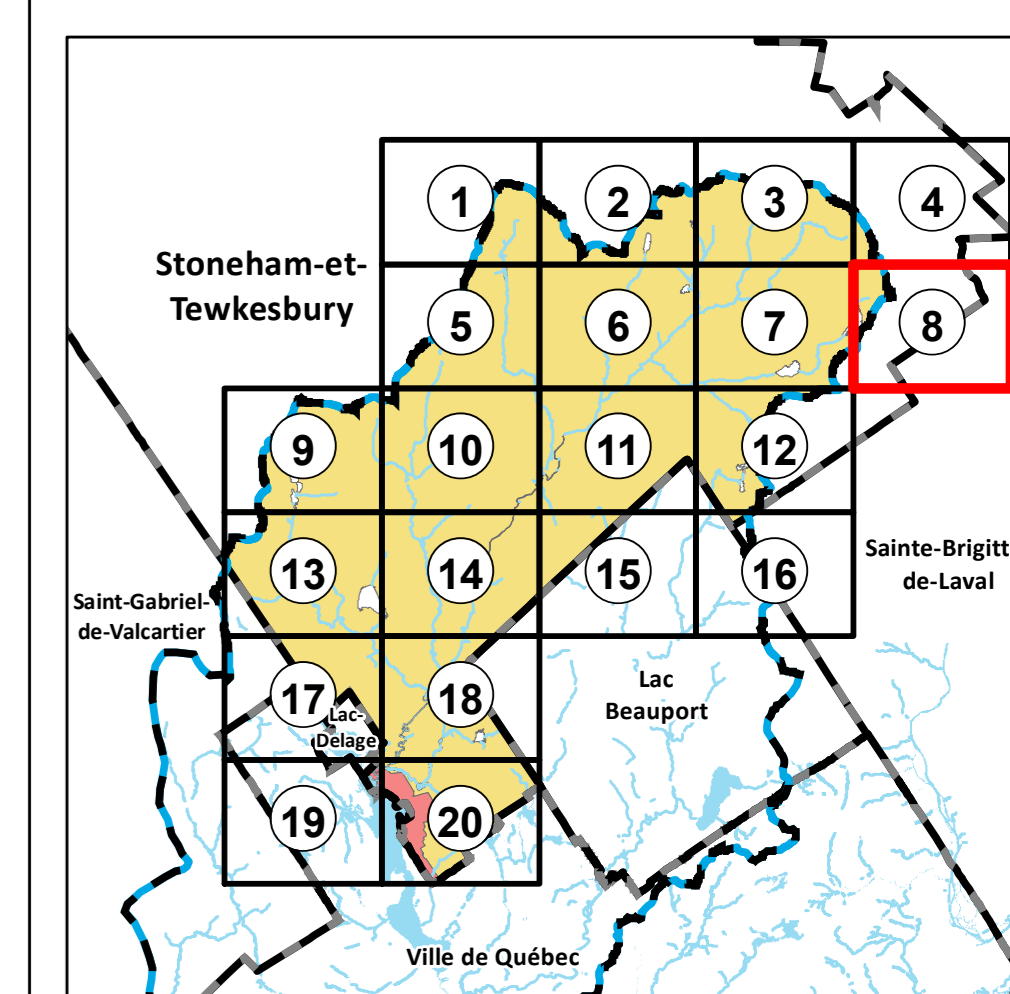 1
2
3
4
Stoneham-et-
Tewkesbury
5
6
7
8
9
10
11
12
13
14
15
16
Sainte-Brigitt
de-Laval
Saint-Gabriel-
de-Valcartier
17
Lac-
Delage
18
Lac
Beauport
19
20
Ville de Québec